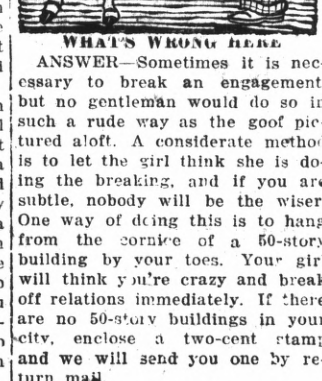 WHAT'S WRONG HERE
ANSWER—Sometimes it is nec-
essary to break an engagement
but no gentleman would do so in
such a rude way as the goof pic-
tured aloft. A considerate method
is to let the girl think she is do-
ing the breaking, and if you are
subtle, nobody will be the wiser.
One way of doing this is to hang
from the cornice of a 50-story
building by your toes. Your girl
will think you're crazy and break
off relations immediately. If there
are no 50-story buildings in your
city, enclose a two-cent stamp
and we will send you one by re-
turn mail.